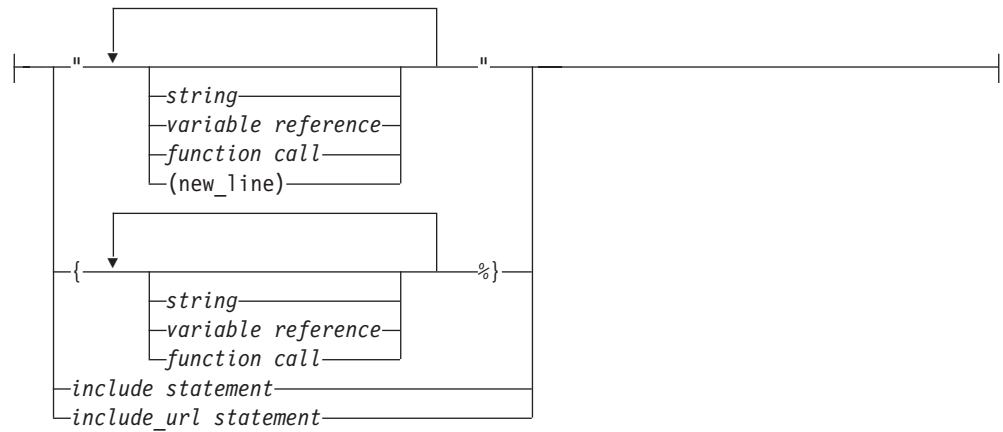 " "
string
variable reference
function call
(new_line)
{ %}
string
variable reference
function call
include statement
include_url statement